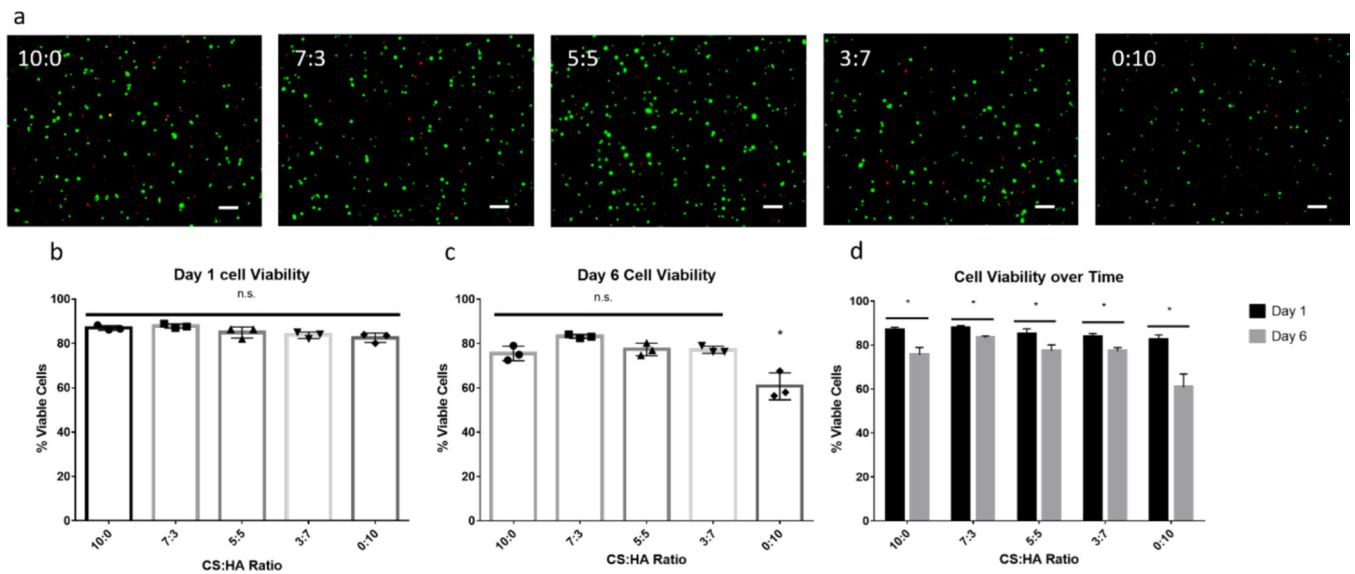 a
10:0
7:3
5:5
3:7
0:10
b
Day 1 cell Viability
n.s.
% Viable Cells
100
80
60
40
20
0
10:0
7:3
5:5
3:7
0:10
CS:HA Ratio
c
Day 6 Cell Viability
n.s.
*
% Viable Cells
100
80
60
40
20
0
10:0
7:3
5:5
3:7
0:10
CS:HA Ratio
d
Cell Viability over Time
* * * * *
% Viable Cells
100
80
60
40
20
0
10:0
7:3
5:5
3:7
0:10
CS:HA Ratio
Day 1
Day 6